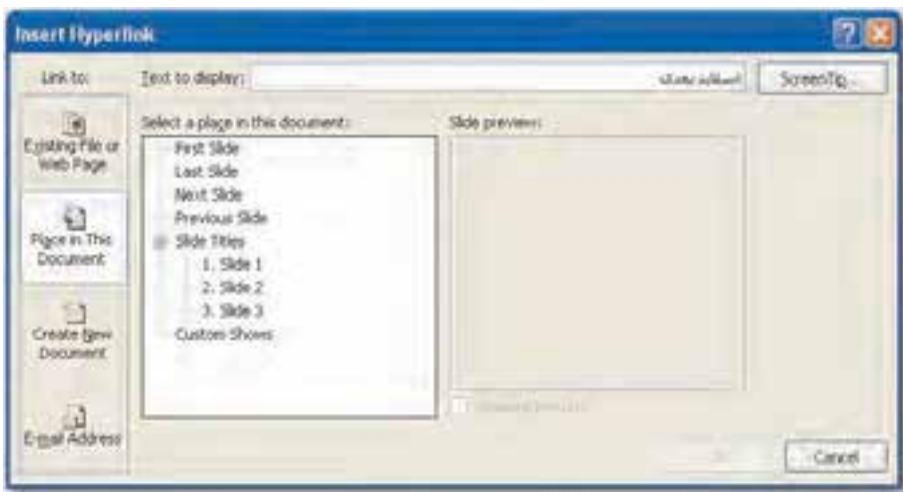 Insert Hyperlink
Link to:
Text to display:
ScreenTip...
Existing File or
Web Page
Place in This
Document
Create New
Document
E-mail Address
Select a place in this document:
First Slide
Last Slide
Next Slide
Previous Slide
Slide Titles
1. Slide 1
2. Slide 2
3. Slide 3
Custom Shows
Slide preview:
Cancel